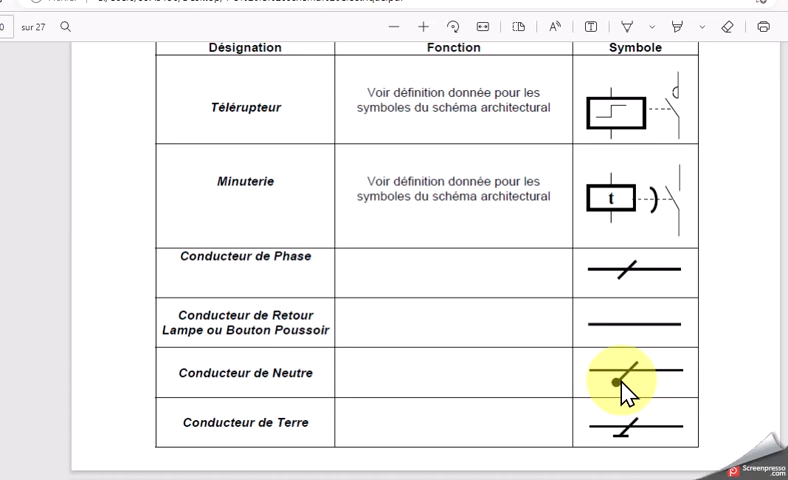 sur 27
Désignation Fonction Symbole
Télérupteur
Voir définition donnée pour les
symboles du schéma architectural
Minuterie
Voir définition donnée pour les
symboles du schéma architectural
t
Conducteur de Phase
Conducteur de Retour
Lampe ou Bouton Poussoir
Conducteur de Neutre
Conducteur de Terre
Screenpresso
.com